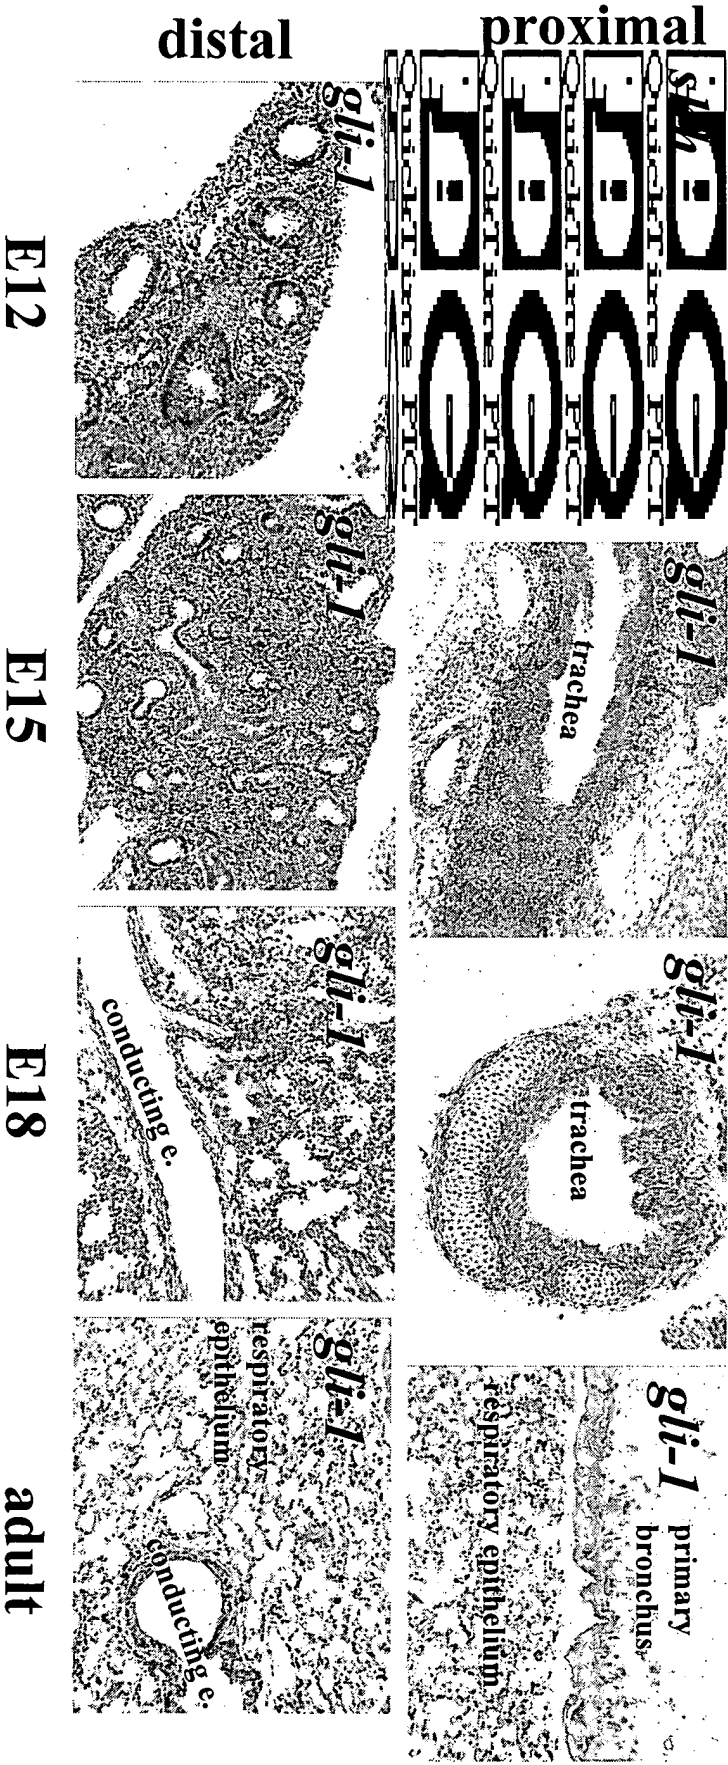 proximal
shh
QuickTime PICT
QuickTime PICT
QuickTime PICT
QuickTime PICT
gli-1
trachea
gli-1
trachea
gli-1
primary
bronchus
respiratory epithelium
distal
gli-1
gli-1
gli-1
conducting e.
gli-1
respiratory
epithelium
conducting e.
E12
E15
E18
adult